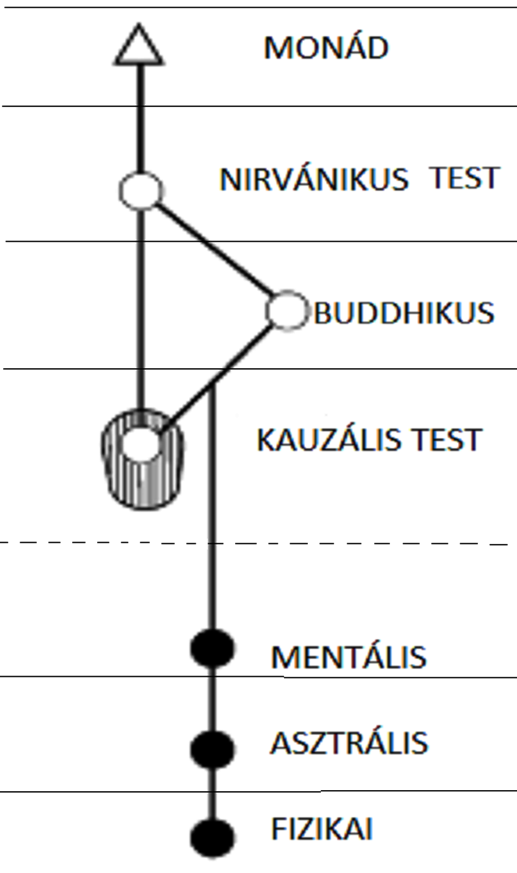 MONÁD
NIRVÁNIKUS TEST
BUDDHIKUS
KAUZÁLIS TEST
MENTÁLIS
ASZTRÁLIS
FIZIKAI